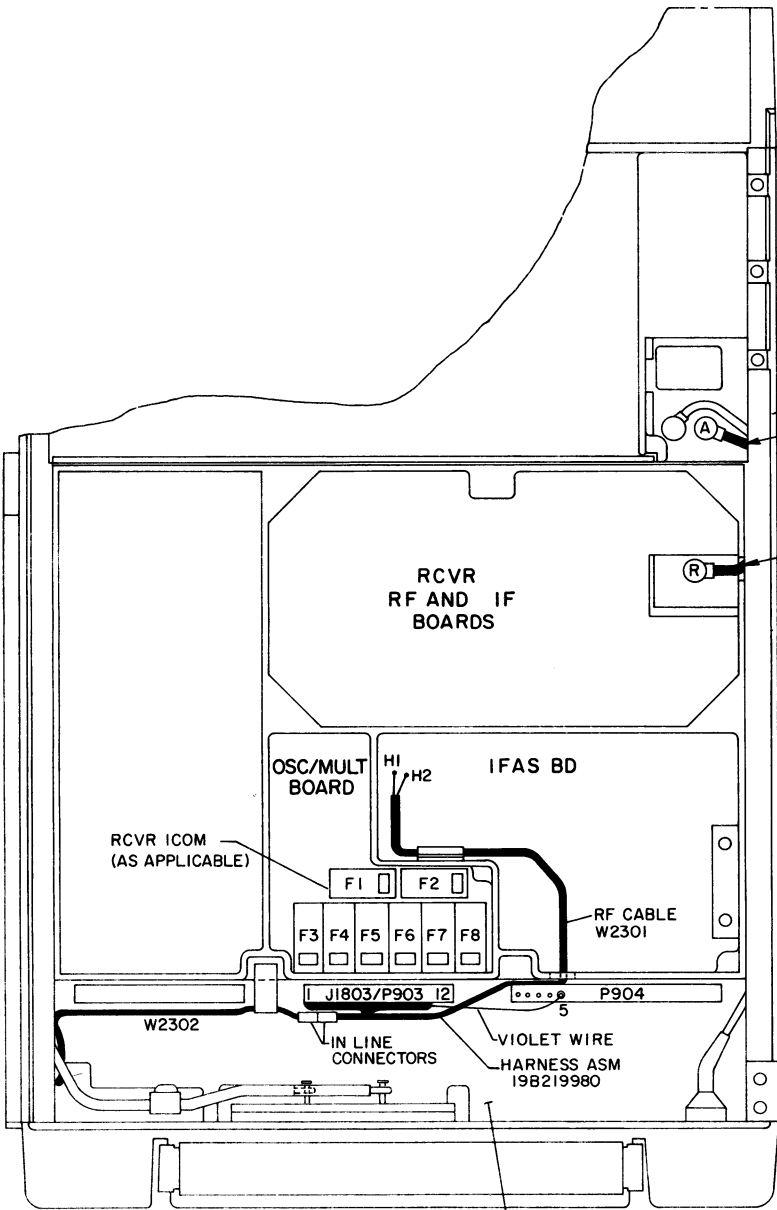 A
R
RCVR
RF AND IF
BOARDS
OSC/MULT
BOARD
H1
H2
IFAS BD
RCVR ICOM
(AS APPLICABLE)
F1
F2
F3 F4 F5 F6 F7 F8
RF CABLE
W2301
1 J1803/P903 12
P904
5
W2302
IN LINE
CONNECTORS
VIOLET WIRE
HARNESS ASM
19B219980